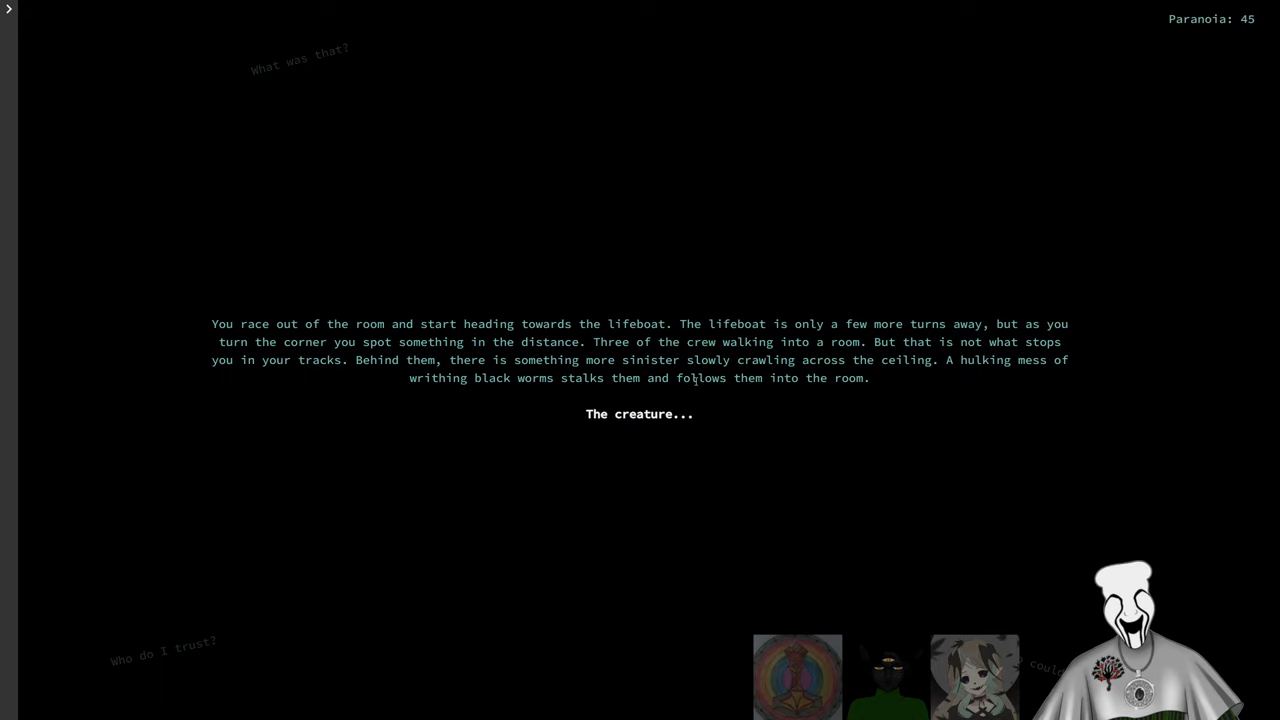 Paranoia: 45
What was that?
You race out of the room and start heading towards the lifeboat. The lifeboat is only a few more turns away, but as you
turn the corner you spot something in the distance. Three of the crew walking into a room. But that is not what stops
you in your tracks. Behind them, there is something more sinister slowly crawling across the ceiling. A hulking mess of
writhing black worms stalks them and follows them into the room.
The creature...
Who do I trust?
could